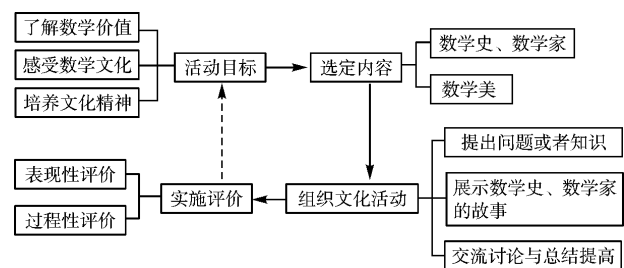 了解数学价值
感受数学文化
培养文化精神
活动目标
选定内容
数学史、数学家
数学美
表现性评价
过程性评价
实施评价
组织文化活动
提出问题或者知识
展示数学史、数学家
的故事
交流讨论与总结提高